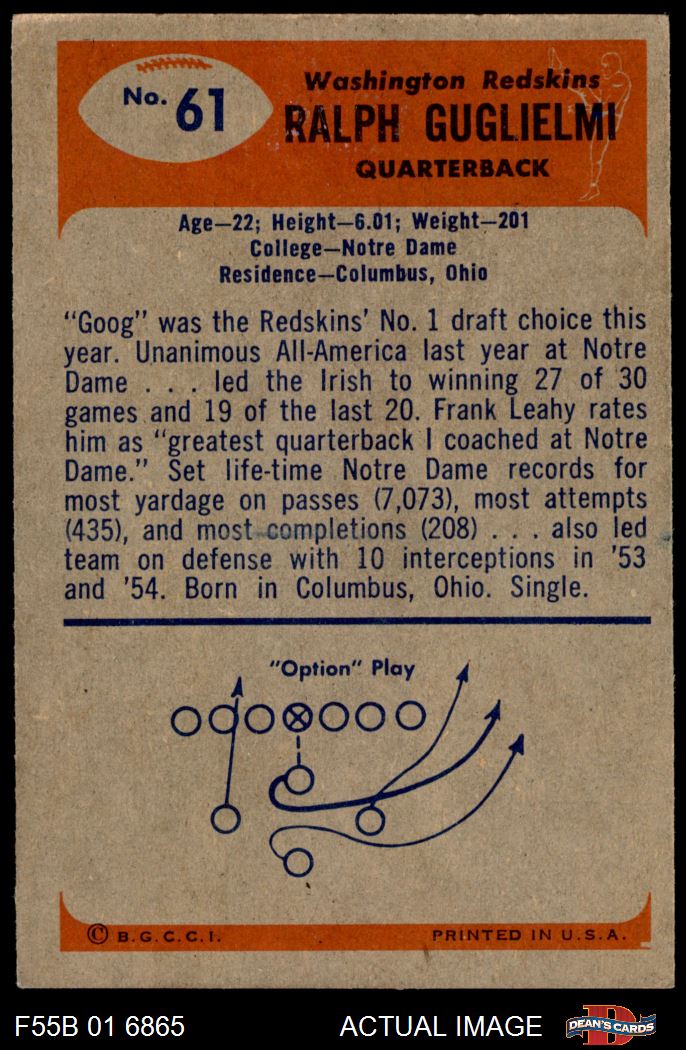 No. 61
Washington Redskins
RALPH GUGLIELMI
QUARTERBACK
Age—22; Height—6.01; Weight—201
College—Notre Dame
Residence—Columbus, Ohio
"Goog" was the Redskins' No. 1 draft choice this
year. Unanimous All-America last year at Notre
Dame . . . led the Irish to winning 27 of 30
games and 19 of the last 20. Frank Leahy rates
him as "greatest quarterback I coached at Notre
Dame." Set life-time Notre Dame records for
most yardage on passes (7,073), most attempts
(435), and most completions (208) . . . also led
team on defense with 10 interceptions in '53
and '54. Born in Columbus, Ohio. Single.
"Option" Play
© B.G.C.C.I.
PRINTED IN U.S.A.
F55B 01 6865
ACTUAL IMAGE
D
DEAN'S CARDS